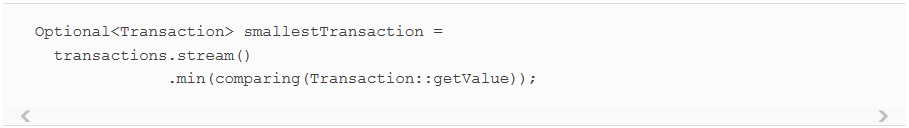 Optional<Transaction> smallestTransaction =
  transactions.stream()
              .min(comparing(Transaction::getValue));